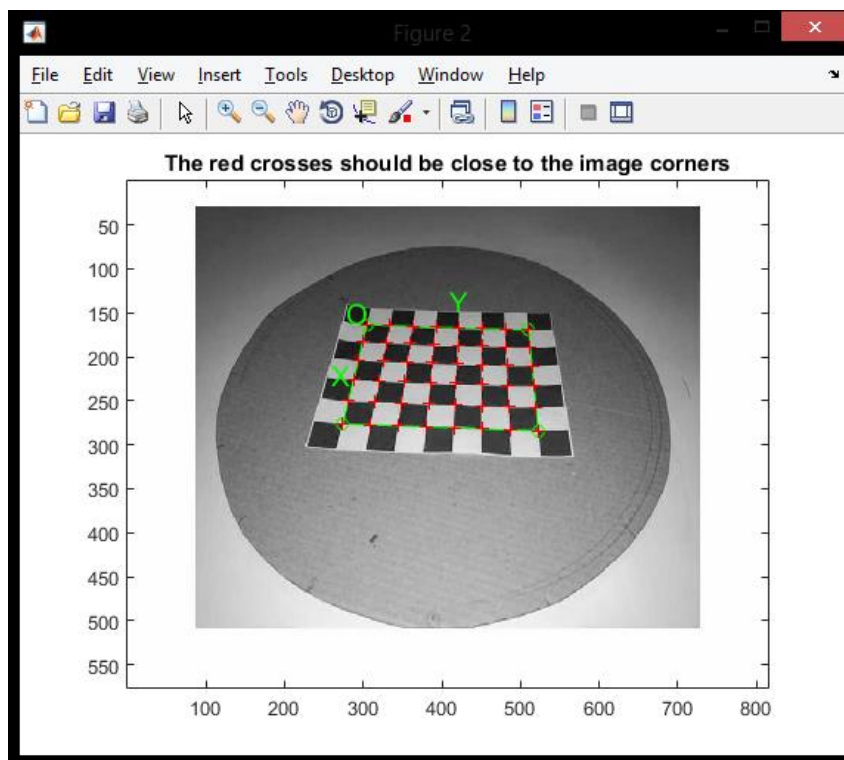 Figure 2
File Edit View Insert Tools Desktop Window Help
The red crosses should be close to the image corners
50
100
150
200
250
300
350
400
450
500
550
O
Y
X
100 200 300 400 500 600 700 800